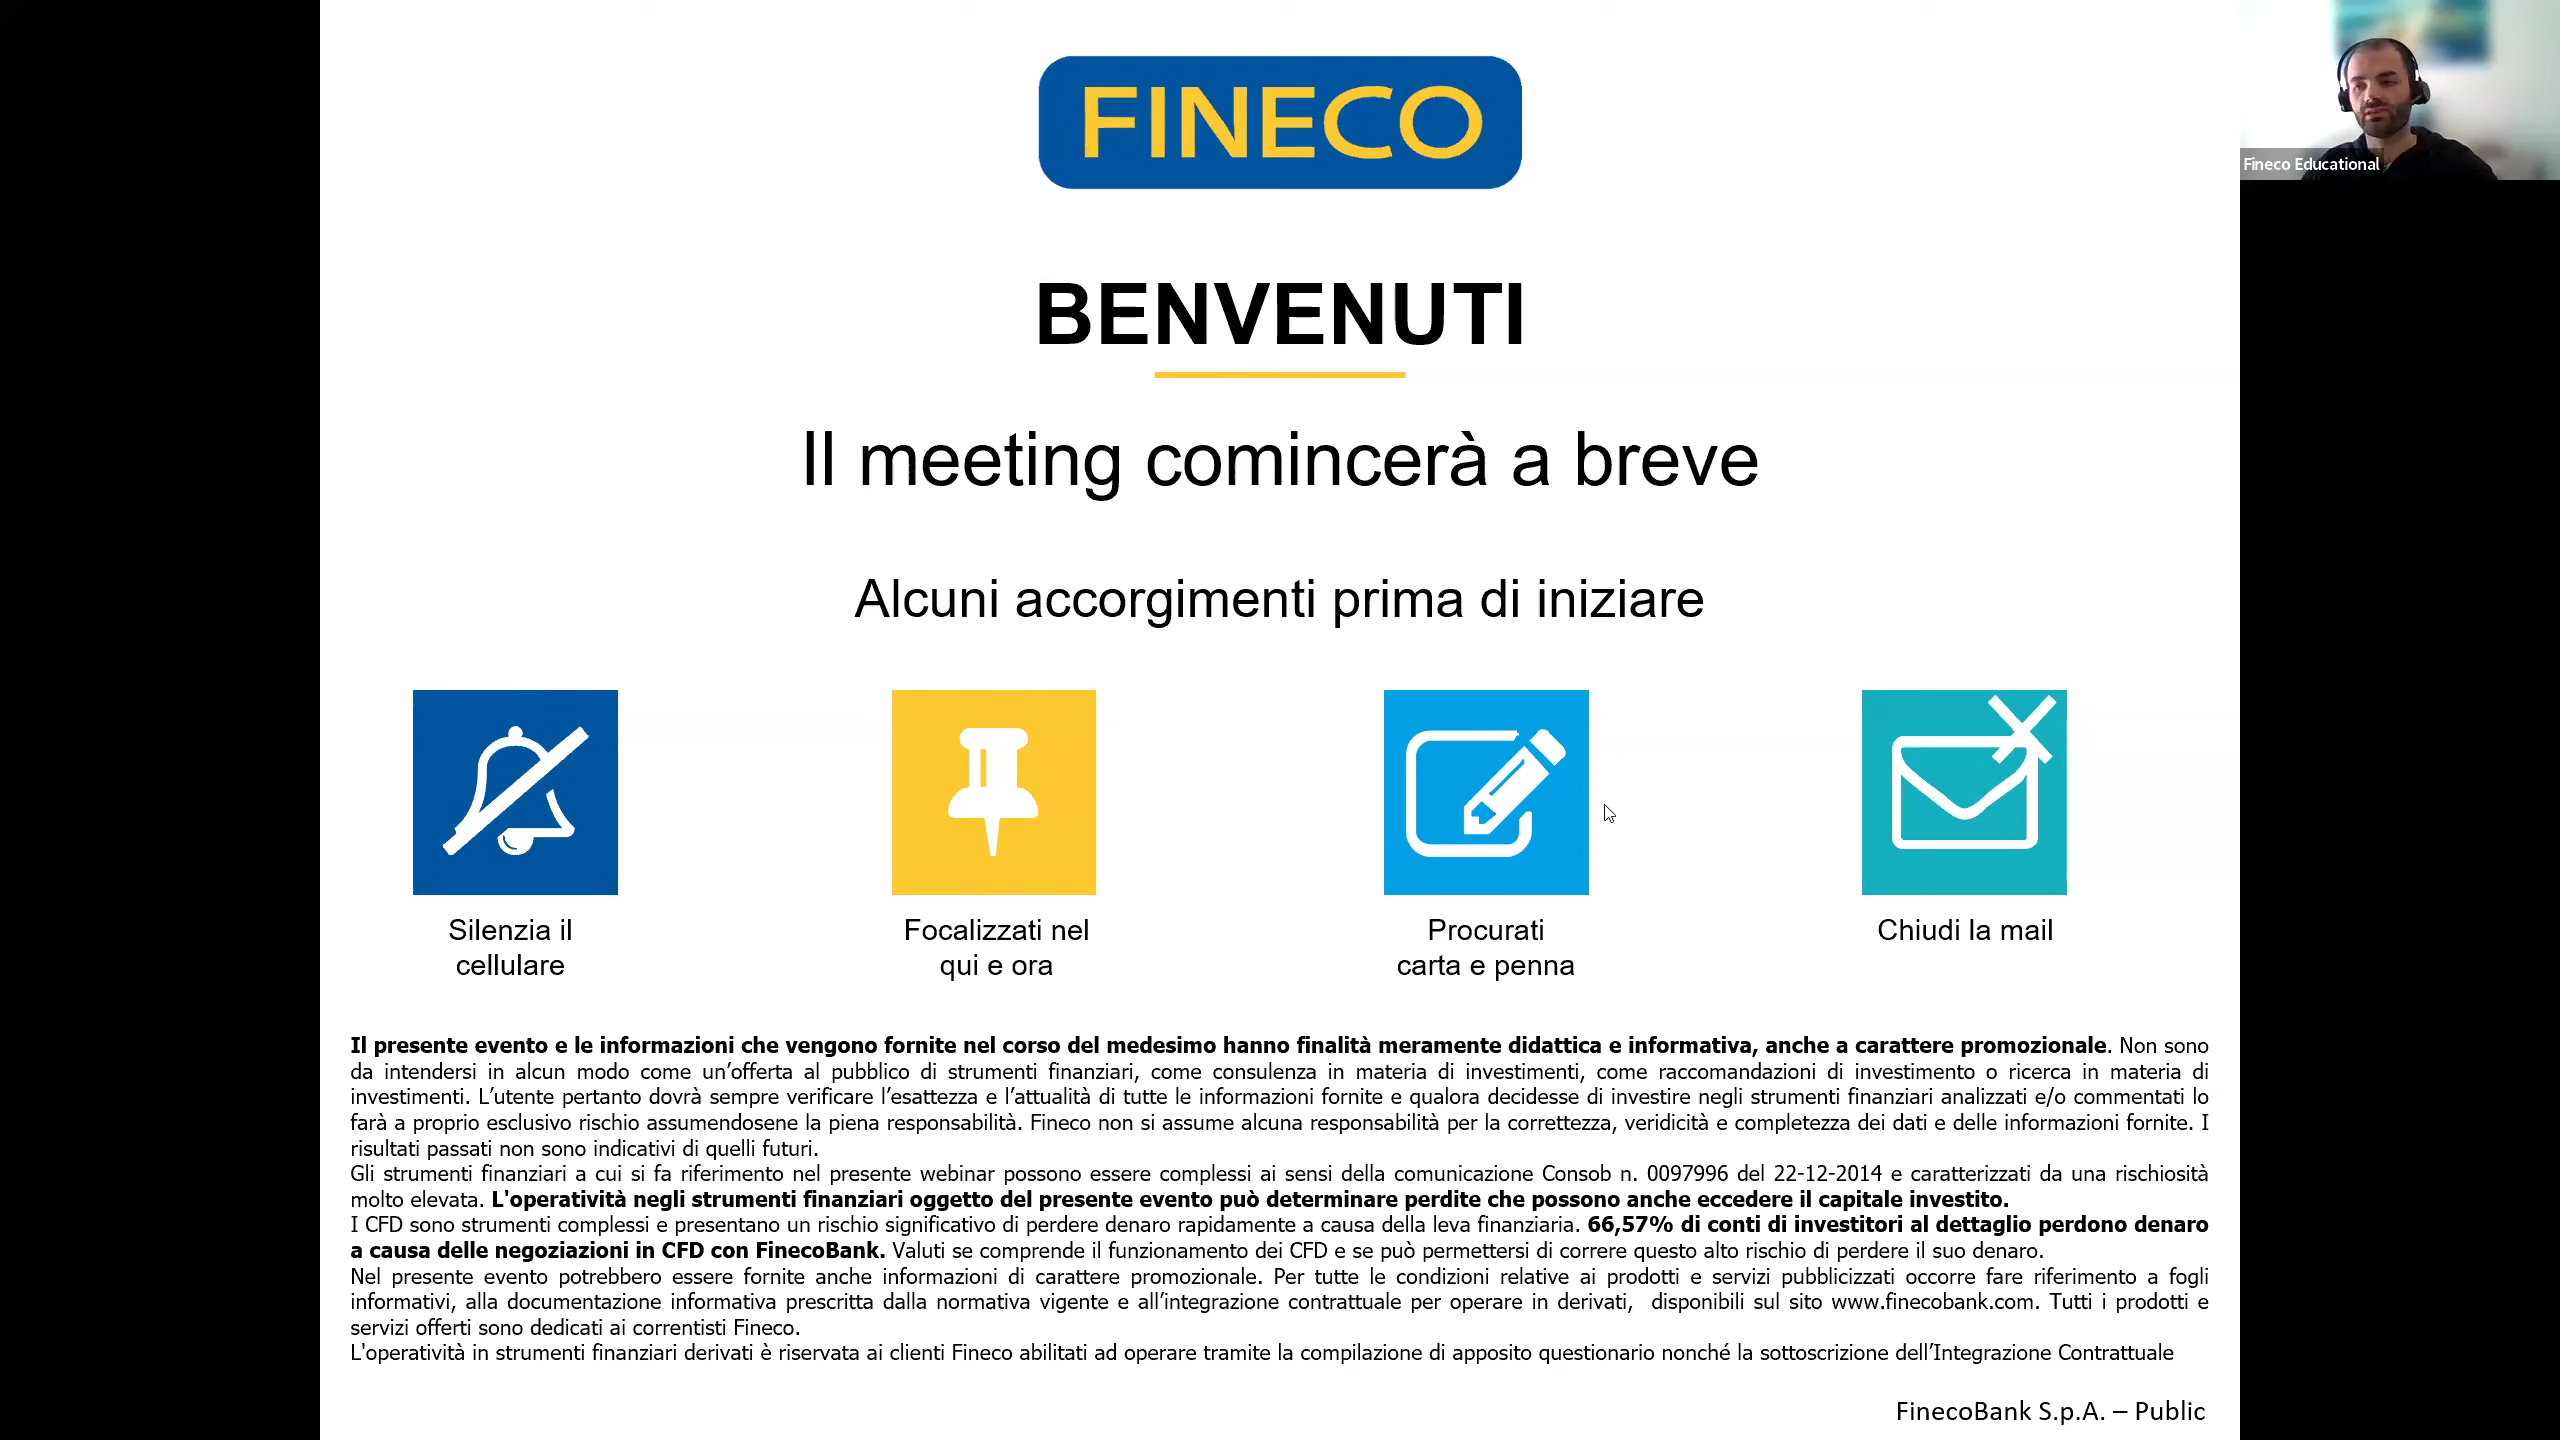 FINECO
Fineco Educational
BENVENUTI
Il meeting comincerà a breve
Alcuni accorgimenti prima di iniziare
Silenzia il
cellulare
Focalizzati nel
qui e ora
Procurati
carta e penna
Chiudi la mail
Il presente evento e le informazioni che vengono fornite nel corso del medesimo hanno finalità meramente didattica e informativa, anche a carattere promozionale. Non sono
da intendersi in alcun modo come un’offerta al pubblico di strumenti finanziari, come consulenza in materia di investimenti, come raccomandazioni di investimento o ricerca in materia di
investimenti. L’utente pertanto dovrà sempre verificare l’esattezza e l’attualità di tutte le informazioni fornite e qualora decidesse di investire negli strumenti finanziari analizzati e/o commentati lo
farà a proprio esclusivo rischio assumendosene la piena responsabilità. Fineco non si assume alcuna responsabilità per la correttezza, veridicità e completezza dei dati e delle informazioni fornite. I
risultati passati non sono indicativi di quelli futuri.
Gli strumenti finanziari a cui si fa riferimento nel presente webinar possono essere complessi ai sensi della comunicazione Consob n. 0097996 del 22-12-2014 e caratterizzati da una rischiosità
molto elevata. L'operatività negli strumenti finanziari oggetto del presente evento può determinare perdite che possono anche eccedere il capitale investito.
I CFD sono strumenti complessi e presentano un rischio significativo di perdere denaro rapidamente a causa della leva finanziaria. 66,57% di conti di investitori al dettaglio perdono denaro
a causa delle negoziazioni in CFD con FinecoBank. Valuti se comprende il funzionamento dei CFD e se può permettersi di correre questo alto rischio di perdere il suo denaro.
Nel presente evento potrebbero essere fornite anche informazioni di carattere promozionale. Per tutte le condizioni relative ai prodotti e servizi pubblicizzati occorre fare riferimento a fogli
informativi, alla documentazione informativa prescritta dalla normativa vigente e all’integrazione contrattuale per operare in derivati, disponibili sul sito www.finecobank.com. Tutti i prodotti e
servizi offerti sono dedicati ai correntisti Fineco.
L'operatività in strumenti finanziari derivati è riservata ai clienti Fineco abilitati ad operare tramite la compilazione di apposito questionario nonché la sottoscrizione dell’Integrazione Contrattuale
FinecoBank S.p.A. – Public